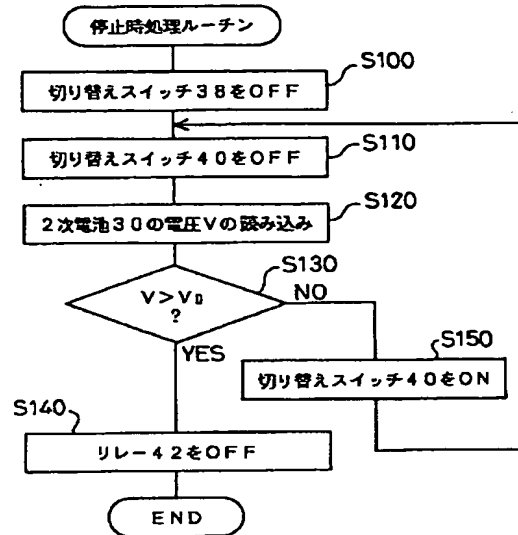 停止時処理ルーチン
S100
切り替えスイッチ38をOFF
S110
切り替えスイッチ40をOFF
S120
2次電池30の電圧Vの読み込み
S130
V>V0
?
NO
YES
S150
切り替えスイッチ40をON
S140
リレー42をOFF
END